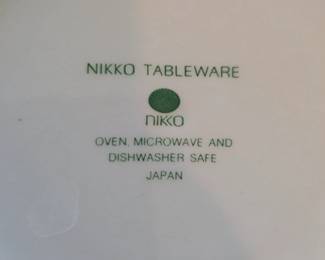 NIKKO TABLEWARE
nikko
OVEN, MICROWAVE AND
DISHWASHER SAFE
JAPAN